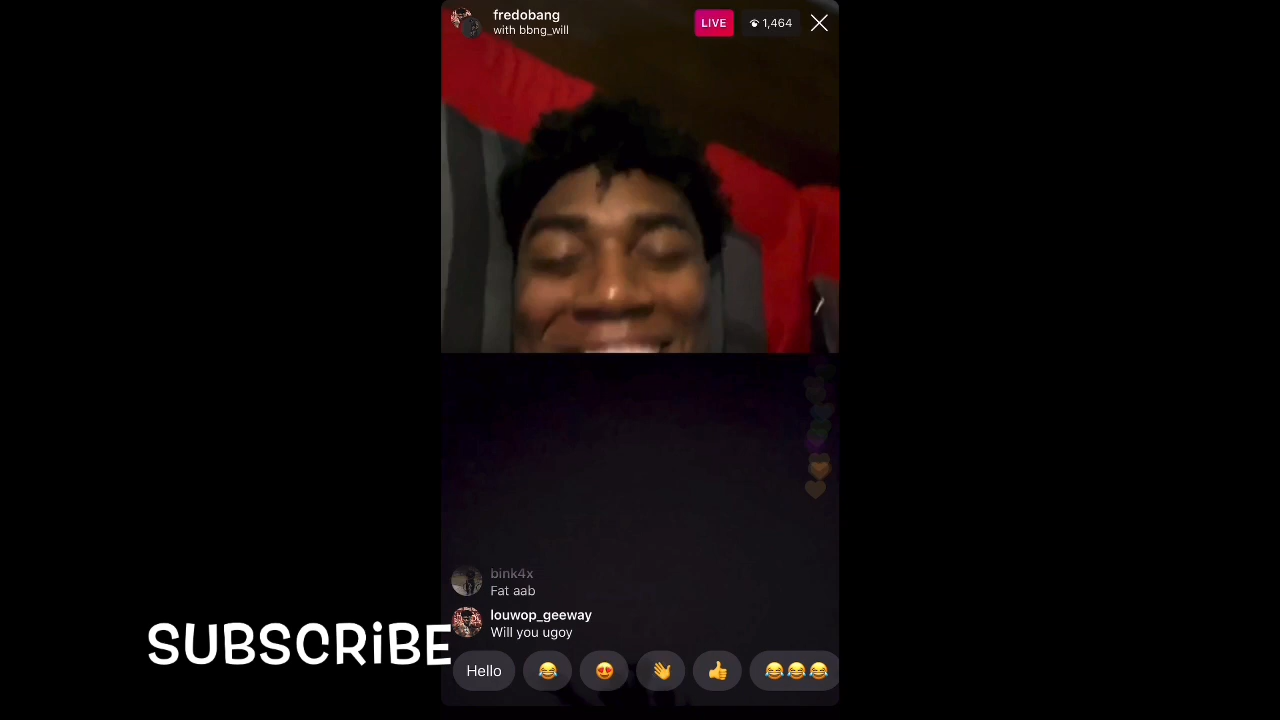 fredobang
with bbng_will
LIVE
1,464
bink4x
Fat aab
louwop_geeway
Will you ugoy
SUBSCRiBE
Hello